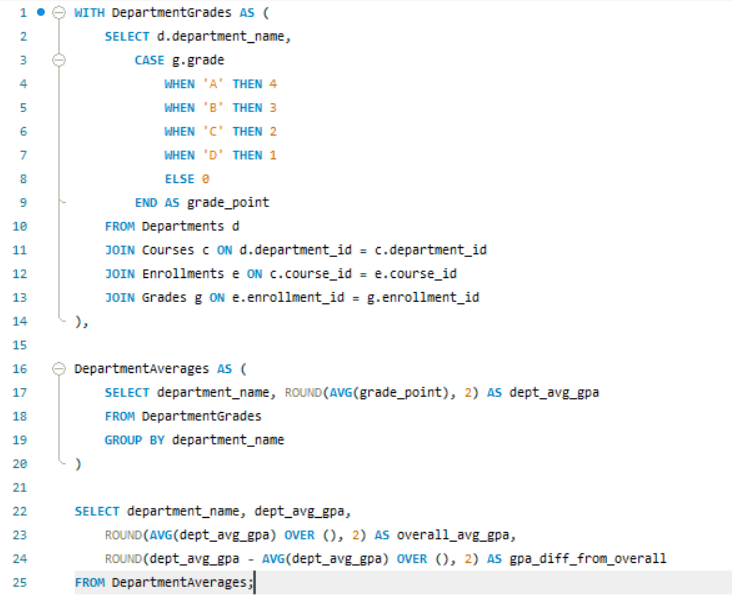 1 WITH DepartmentGrades AS (
2 SELECT d.department_name,
3 CASE g.grade
4 WHEN 'A' THEN 4
5 WHEN 'B' THEN 3
6 WHEN 'C' THEN 2
7 WHEN 'D' THEN 1
8 ELSE 0
9 END AS grade_point
10 FROM Departments d
11 JOIN Courses c ON d.department_id = c.department_id
12 JOIN Enrollments e ON c.course_id = e.course_id
13 JOIN Grades g ON e.enrollment_id = g.enrollment_id
14 ),
15
16 DepartmentAverages AS (
17 SELECT department_name, ROUND(AVG(grade_point), 2) AS dept_avg_gpa
18 FROM DepartmentGrades
19 GROUP BY department_name
20 )
21
22 SELECT department_name, dept_avg_gpa,
23 ROUND(AVG(dept_avg_gpa) OVER (), 2) AS overall_avg_gpa,
24 ROUND(dept_avg_gpa - AVG(dept_avg_gpa) OVER (), 2) AS gpa_diff_from_overall
25 FROM DepartmentAverages;